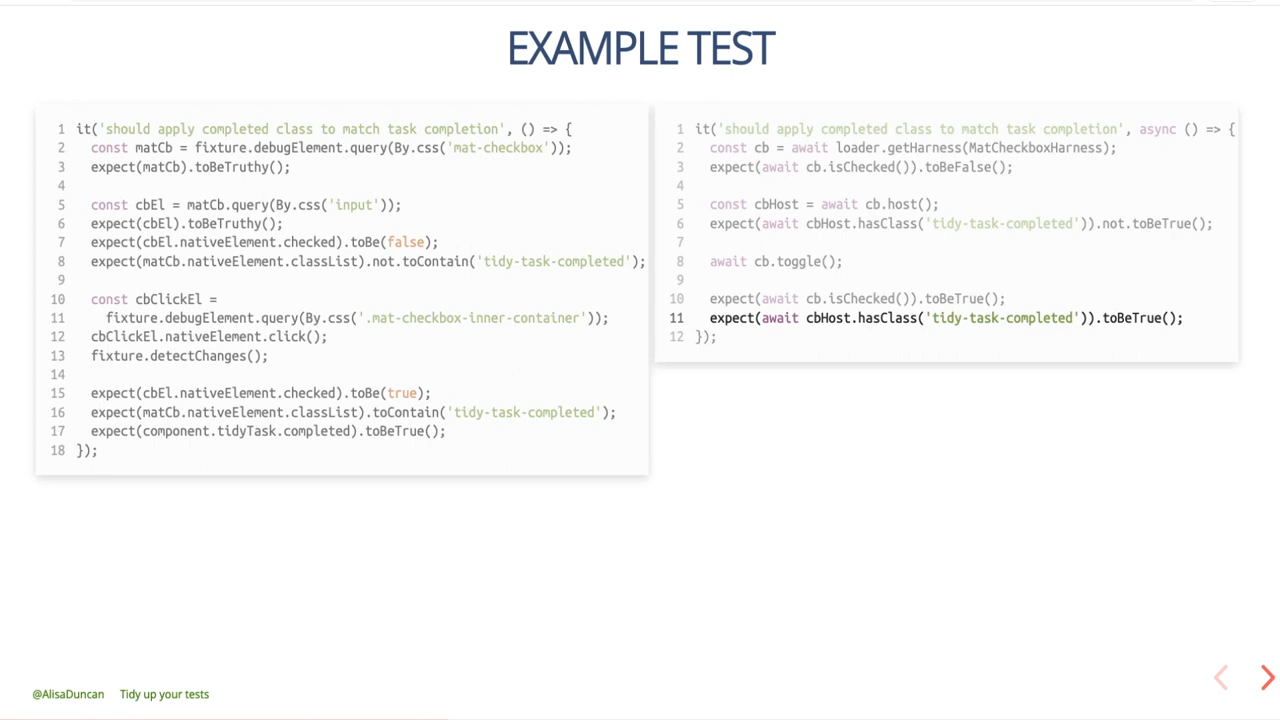 EXAMPLE TEST
1 it('should apply completed class to match task completion', () => {
2 const matCb = fixture.debugElement.query(By.css('mat-checkbox'));
3 expect(matCb).toBeTruthy();
4
5 const cbEl = matCb.query(By.css('input'));
6 expect(cbEl).toBeTruthy();
7 expect(cbEl.nativeElement.checked).toBe(false);
8 expect(matCb.nativeElement.classList).not.toContain('tidy-task-completed');
9
10 const cbClickEl =
11 fixture.debugElement.query(By.css('.mat-checkbox-inner-container'));
12 cbClickEl.nativeElement.click();
13 fixture.detectChanges();
14
15 expect(cbEl.nativeElement.checked).toBe(true);
16 expect(matCb.nativeElement.classList).toContain('tidy-task-completed');
17 expect(component.tidyTask.completed).toBeTrue();
18 });
1 it('should apply completed class to match task completion', async () => {
2 const cb = await loader.getHarness(MatCheckboxHarness);
3 expect(await cb.isChecked()).toBeFalse();
4
5 const cbHost = await cb.host();
6 expect(await cbHost.hasClass('tidy-task-completed')).not.toBeTrue();
7
8 await cb.toggle();
9
10 expect(await cb.isChecked()).toBeTrue();
11 expect(await cbHost.hasClass('tidy-task-completed')).toBeTrue();
12 });
@AlisaDuncan Tidy up your tests